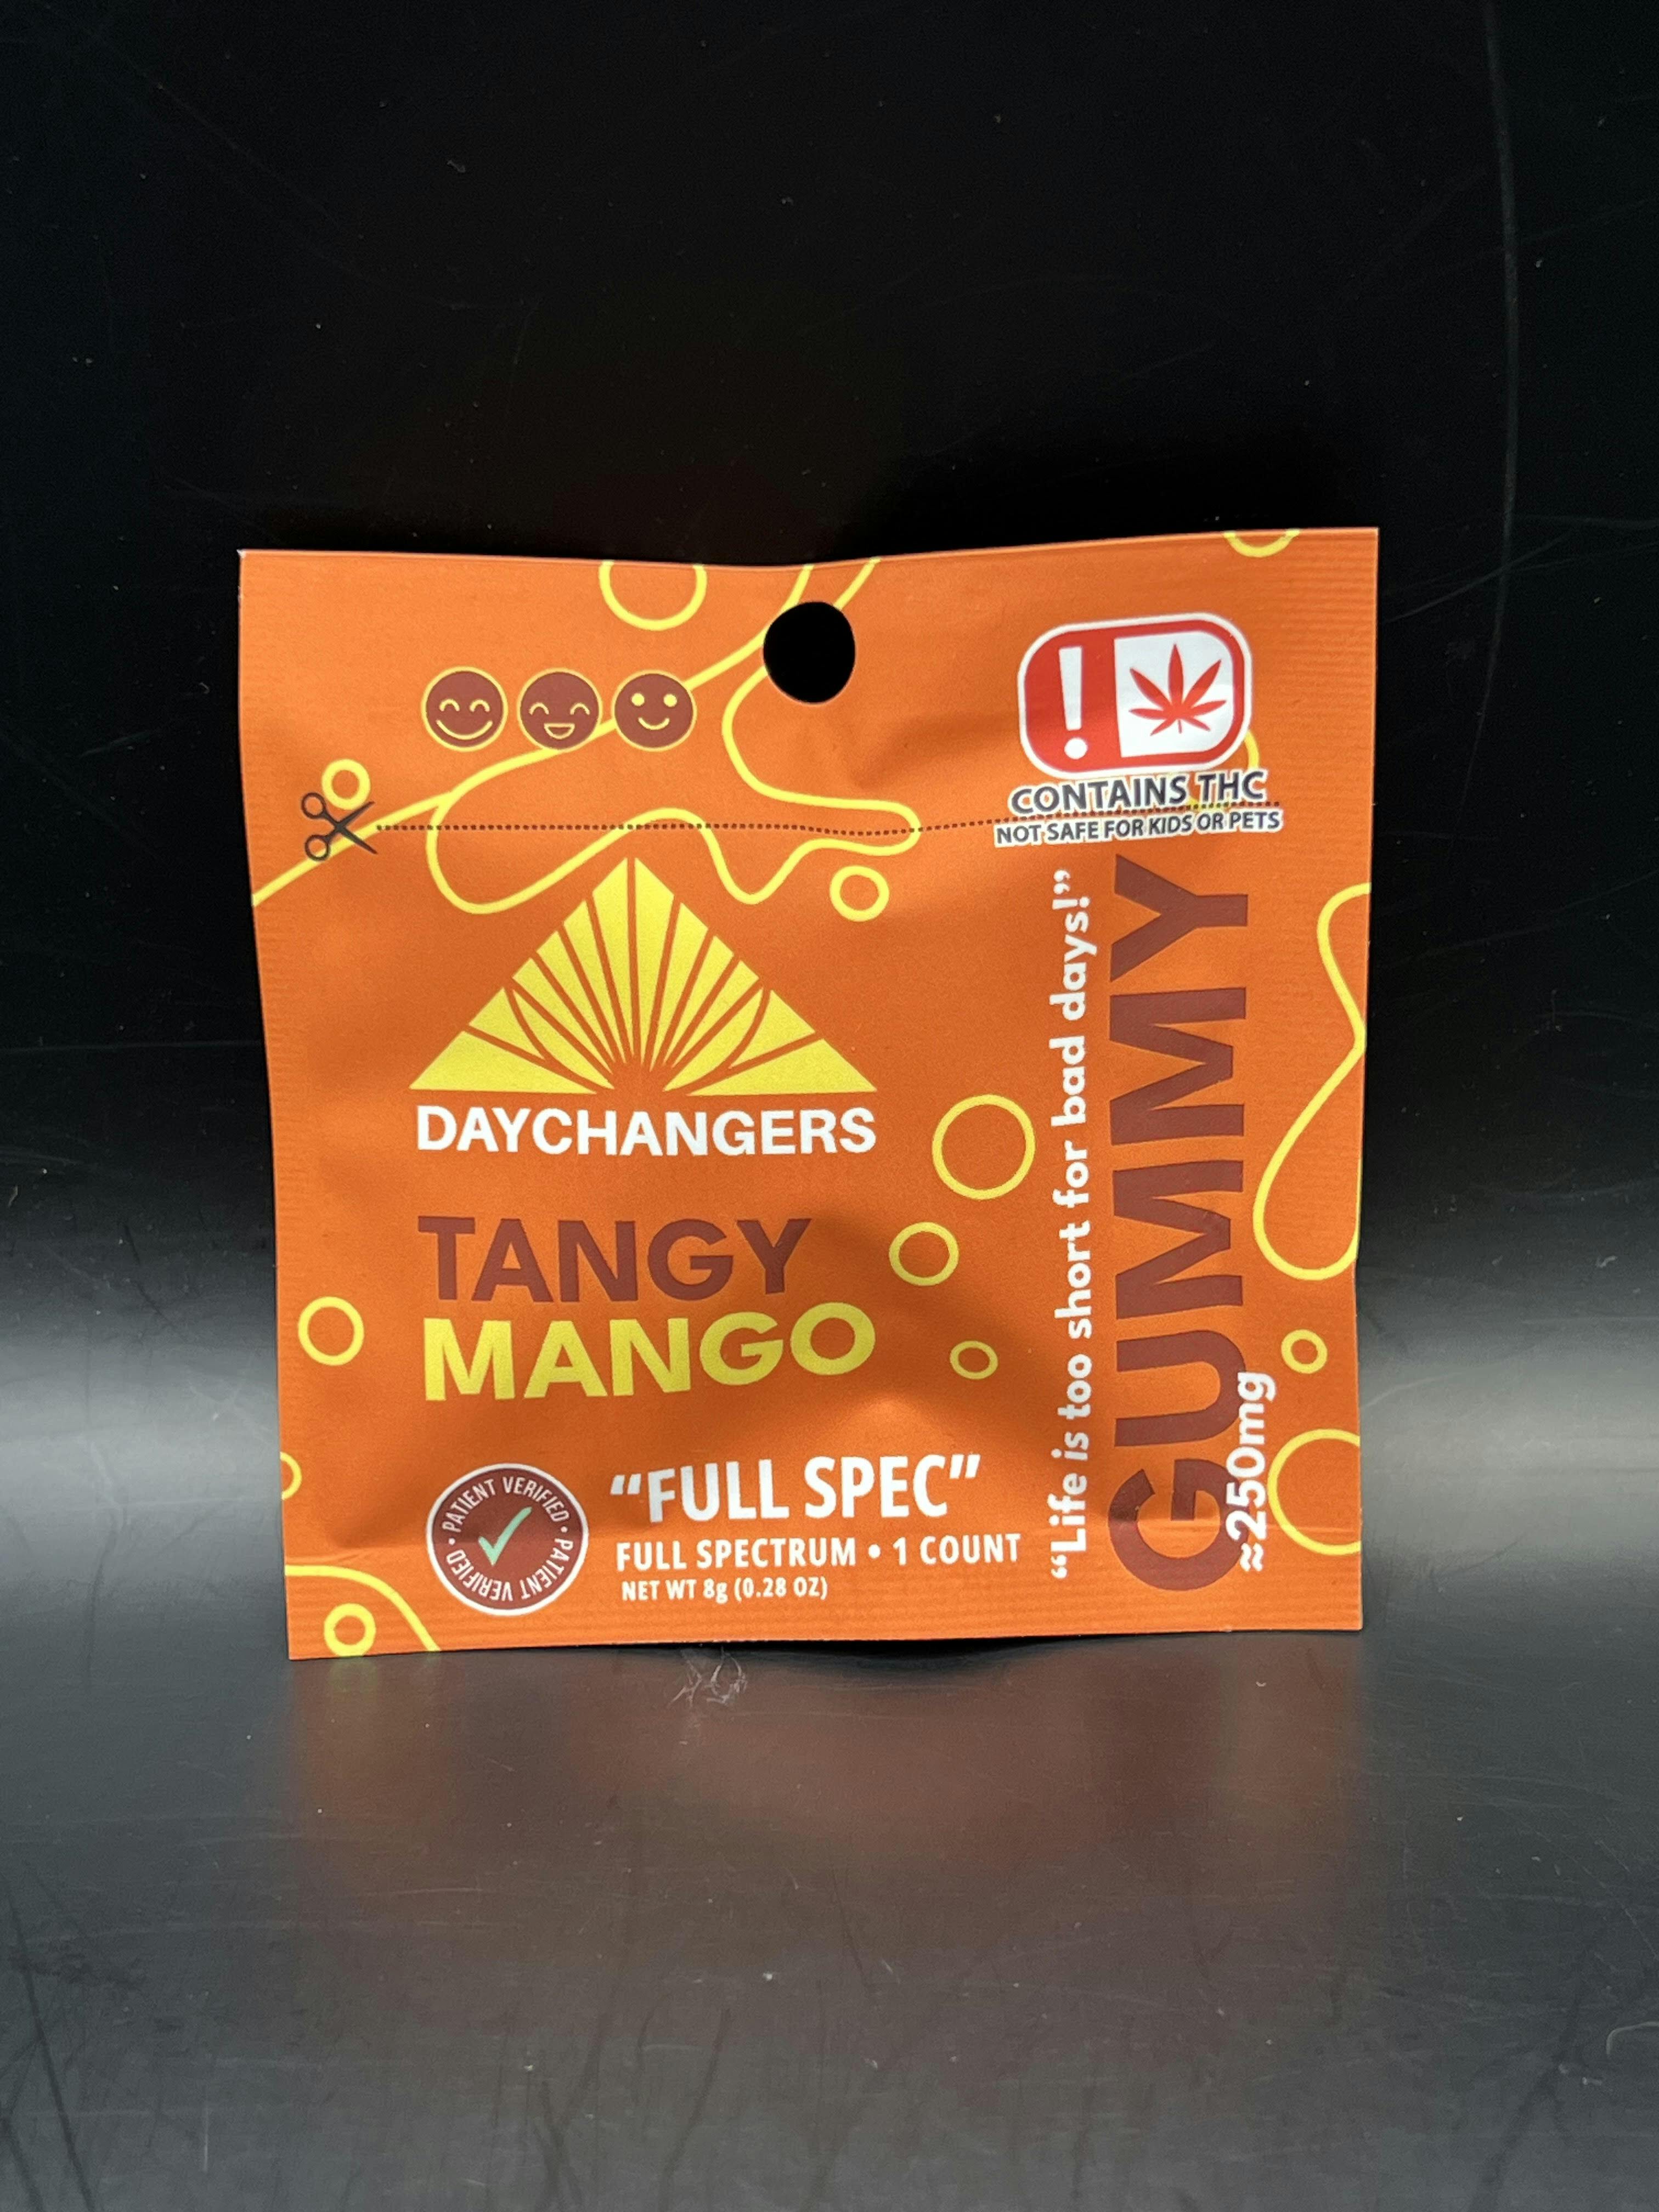 CONTAINS THC
NOT SAFE FOR KIDS OR PETS
DAYCHANGERS
TANGY
MANGO
PATIENT VERIFIED • PATIENT VERIFIED •
"FULL SPEC"
FULL SPECTRUM • 1 COUNT
NET WT 8g (0.28 OZ)
"Life is too short for bad days!"
GUMMY
≈250mg